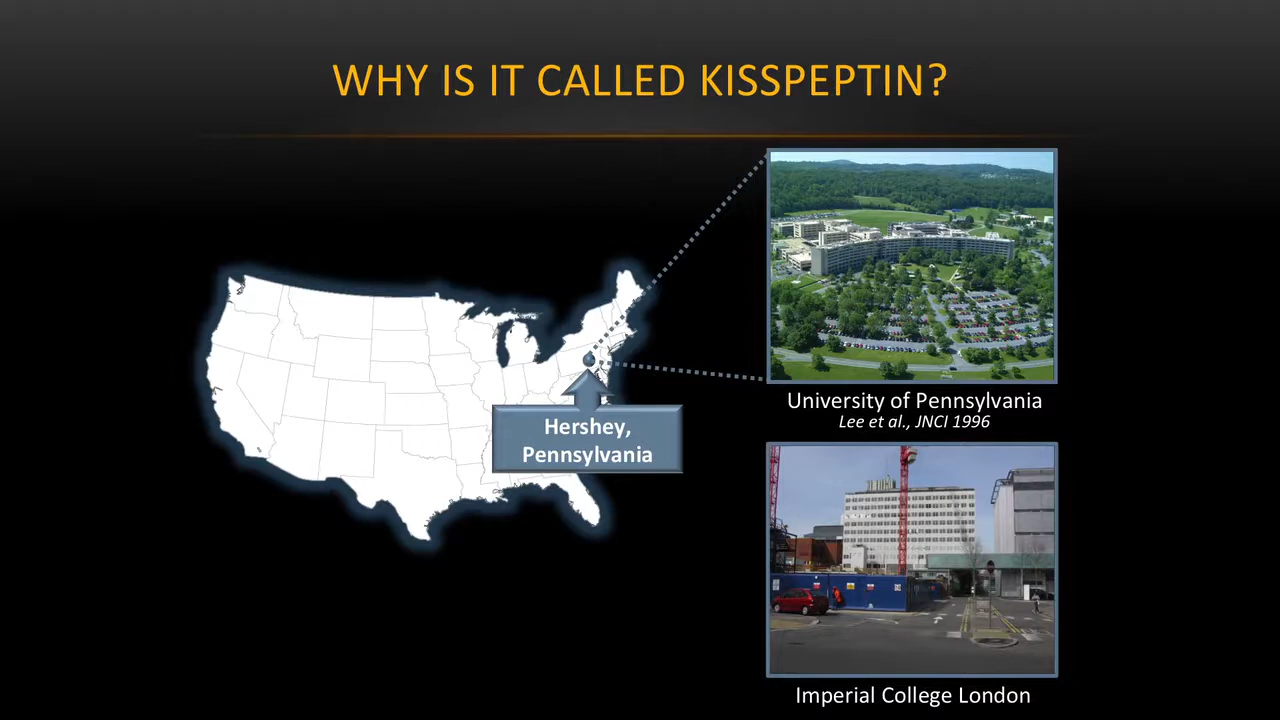 WHY IS IT CALLED KISSPEPTIN?
Hershey,
Pennsylvania
University of Pennsylvania
Lee et al., JNCI 1996
Imperial College London